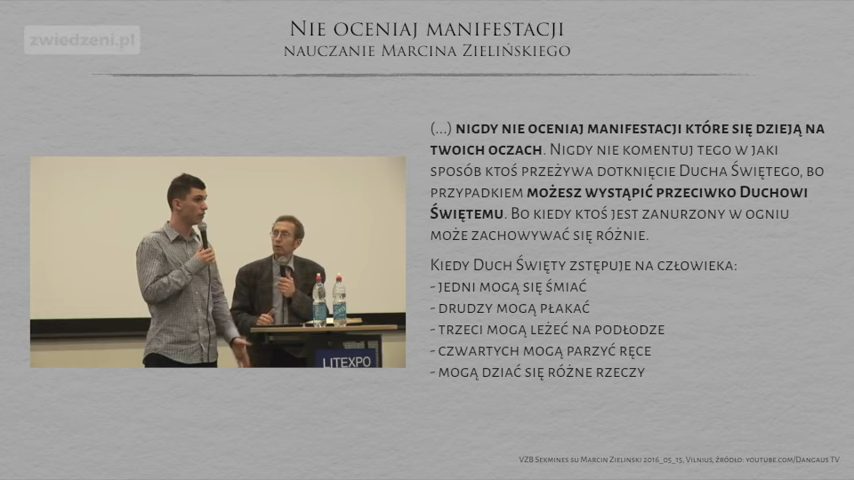 zwiedzeni.pl
Nie oceniaj manifestacji
nauczanie Marcina Zielińskiego
(...) nigdy nie oceniaj manifestacji które się dzieją na
twoich oczach. Nigdy nie komentuj tego w jaki
sposób ktoś przeżywa dotknięcie Ducha Świętego, bo
przypadkiem możesz wystąpić przeciwko Duchowi
Świętemu. Bo kiedy ktoś jest zanurzony w ogniu
może zachowywać się różnie.
Kiedy Duch Święty zstępuje na człowieka:
- jedni mogą się śmiać
- drudzy mogą płakać
- trzeci mogą leżeć na podłodze
- czwartych mogą parzyć ręce
- mogą dziać się różne rzeczy
LITEXPO
VZB Sekmines su Marcin Zielinski 2016_05_15, Vilnius, źródło: youtube.com/Dangaus TV